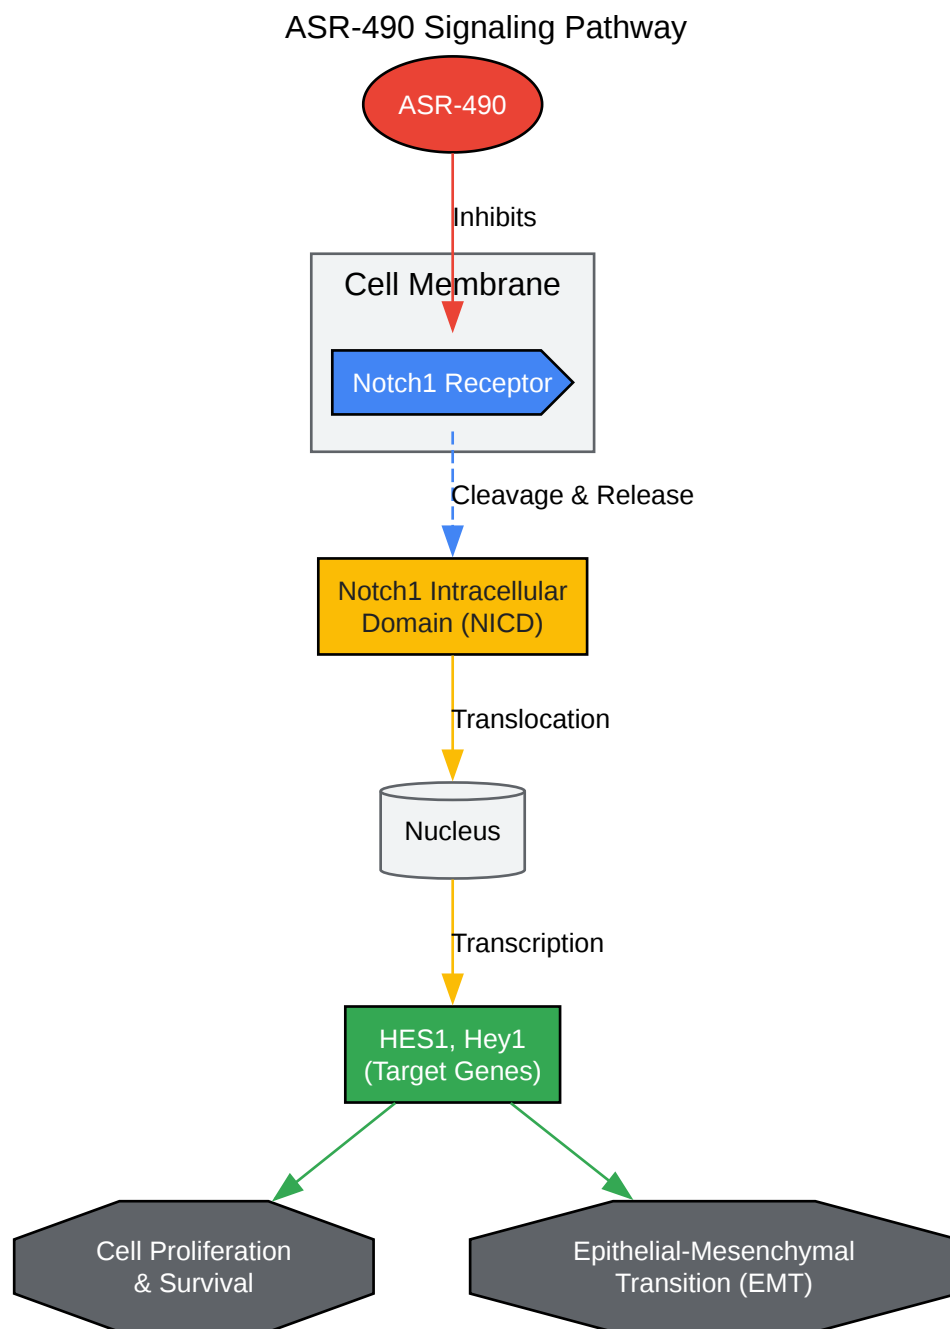 ASR-490 Signaling Pathway
ASR-490
Inhibits
Cell Membrane
Notch1 Receptor
Cleavage & Release
Notch1 Intracellular
Domain (NICD)
Translocation
Nucleus
Transcription
HES1, Hey1
(Target Genes)
Cell Proliferation
& Survival
Epithelial-Mesenchymal
Transition (EMT)